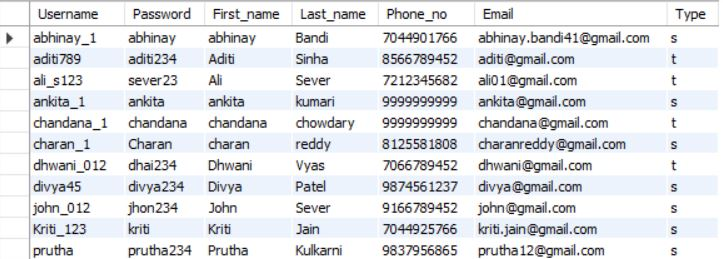 Username Password First_name Last_name Phone_no Email Type
abhinay_1 abhinay abhinay Bandi 7044901766 abhinay.bandi41@gmail.com s
aditi789 aditi234 Aditi Sinha 8566789452 aditi@gmail.com t
ali_s123 sever23 Ali Sever 7212345682 ali01@gmail.com t
ankita_1 ankita ankita kumari 9999999999 ankita@gmail.com s
chandana_1 chandana chandana chowdary 9999999999 chandana@gmail.com t
charan_1 Charan charan reddy 8125581808 charanreddy@gmail.com s
dhwani_012 dhai234 Dhwani Vyas 7066789452 dhwani@gmail.com t
divya45 divya234 Divya Patel 9874561237 divya@gmail.com s
john_012 jhon234 John Sever 9166789452 john@gmail.com s
Kriti_123 kriti Kriti Jain 7044925766 kriti.jain@gmail.com s
prutha prutha234 Prutha Kulkarni 9837956865 prutha12@gmail.com s